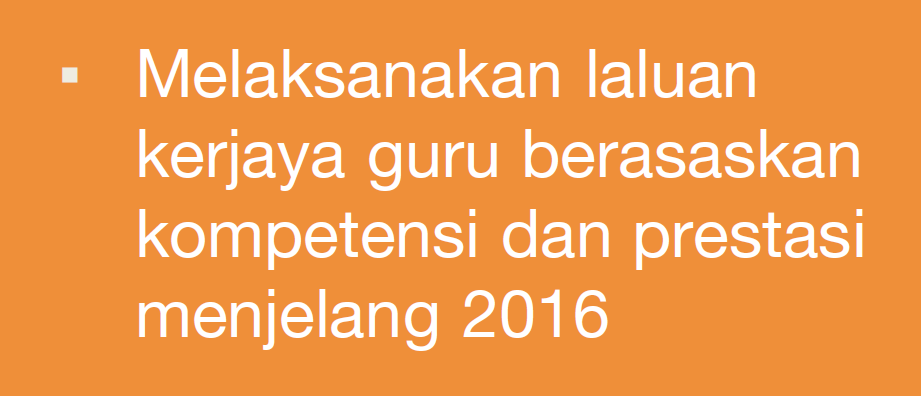 ▪ Melaksanakan laluan
kerjaya guru berasaskan
kompetensi dan prestasi
menjelang 2016